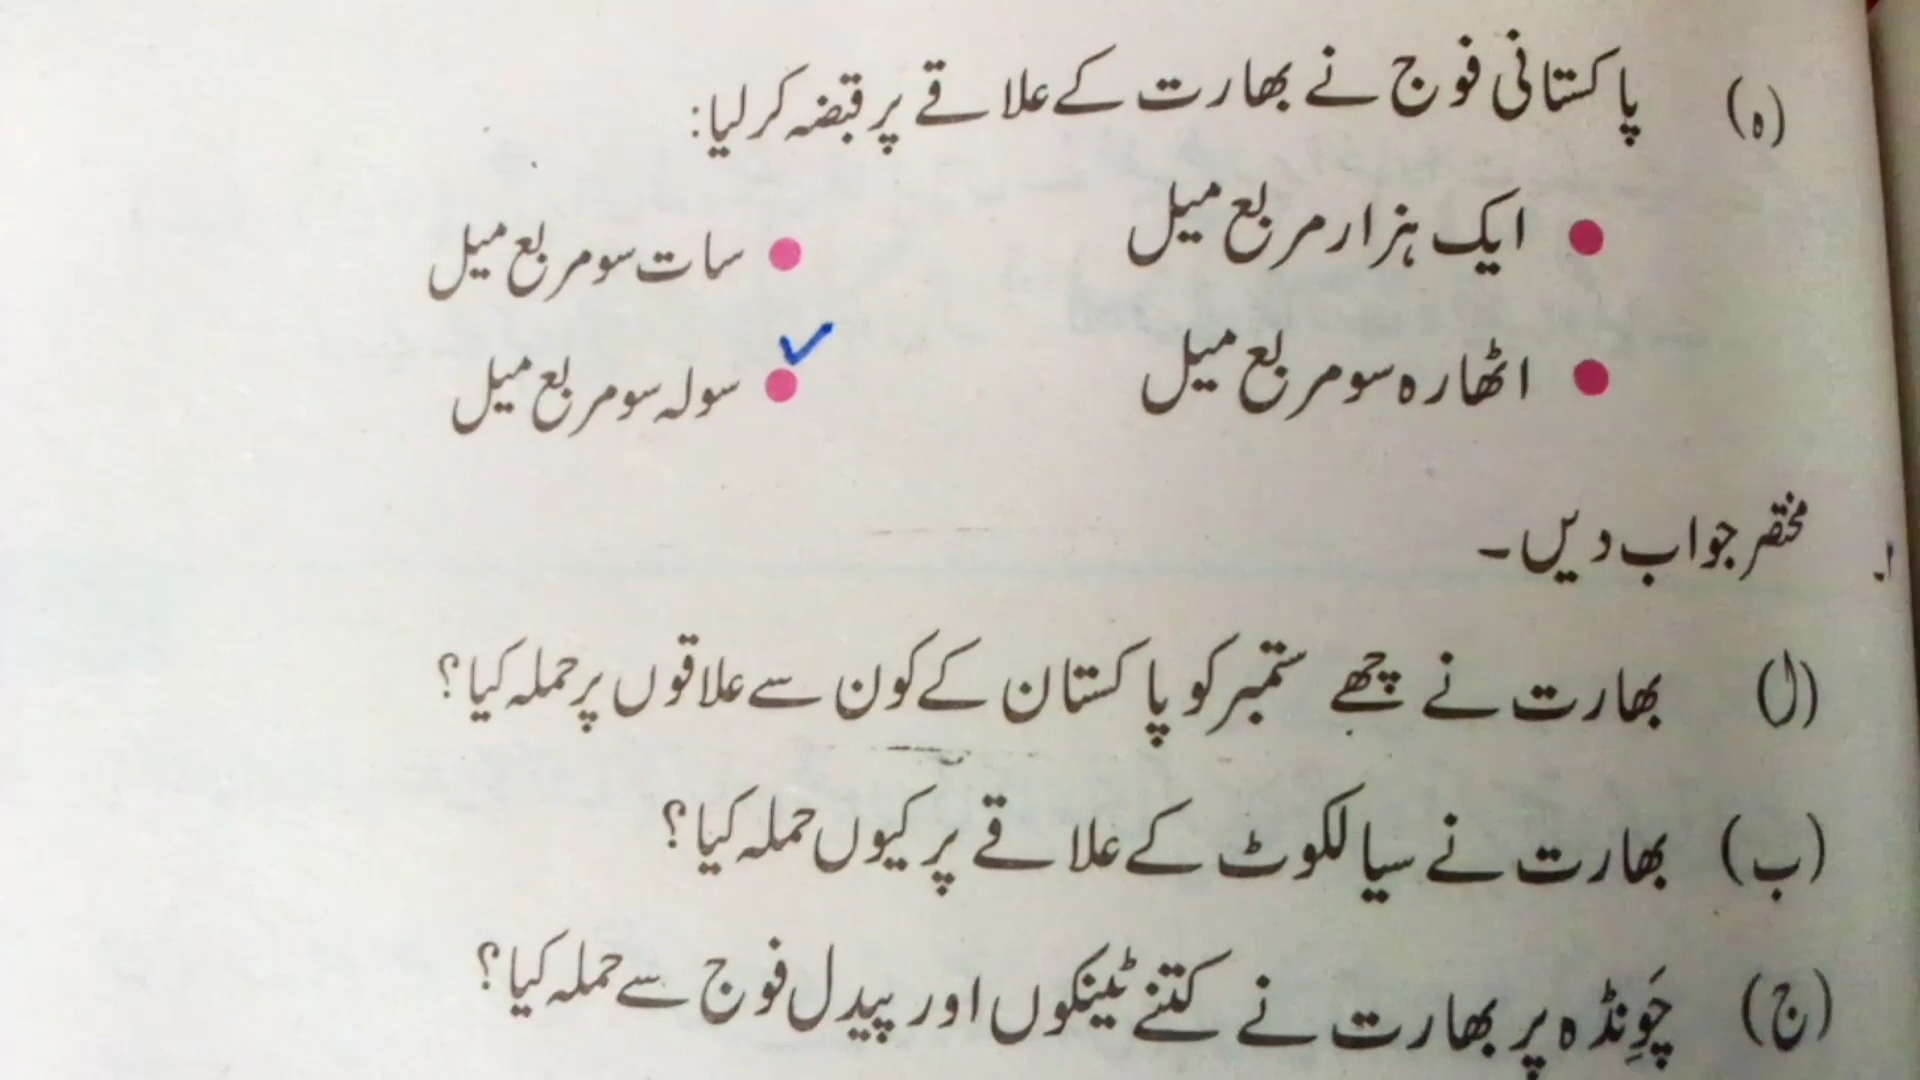 (ہ) پاکستانی فوج نے بھارت کے علاقے پر قبضہ کر لیا:
ایک ہزار مربع میل ● سات سو مربع میل ●
اٹھارہ سو مربع میل ● سولہ سو مربع میل ● ✓
مختصر جواب دیں۔
(ا) بھارت نے چھے ستمبر کو پاکستان کے کون سے علاقوں پر حملہ کیا؟
(ب) بھارت نے سیالکوٹ کے علاقے پر کیوں حملہ کیا؟
(ج) چَوِنڈہ پر بھارت نے کتنے ٹینکوں اور پیدل فوج سے حملہ کیا؟